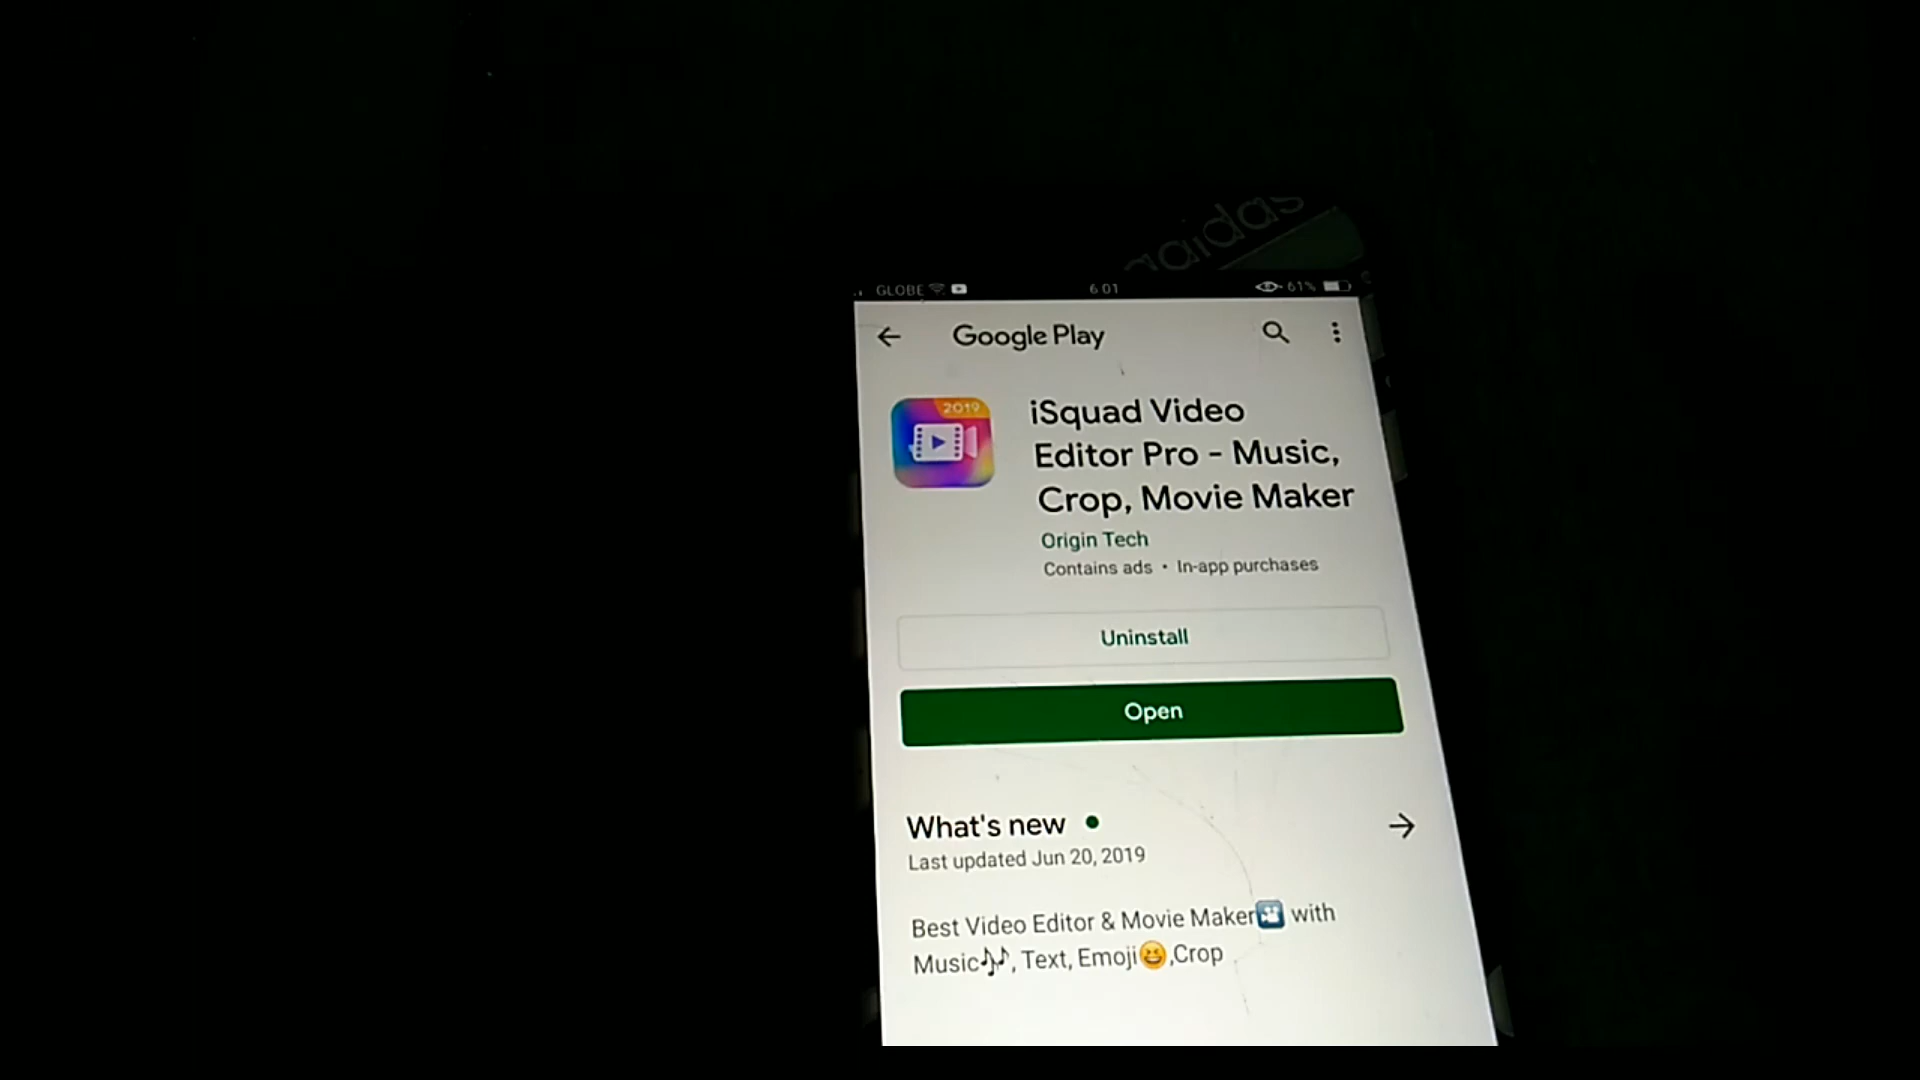 adidas
GLOBE 6:01 61%
Google Play
2019
iSquad Video
Editor Pro - Music,
Crop, Movie Maker
Origin Tech
Contains ads • In-app purchases
Uninstall
Open
What's new •
Last updated Jun 20, 2019
Best Video Editor & Movie Maker🎦 with
Music🎶, Text, Emoji😆,Crop